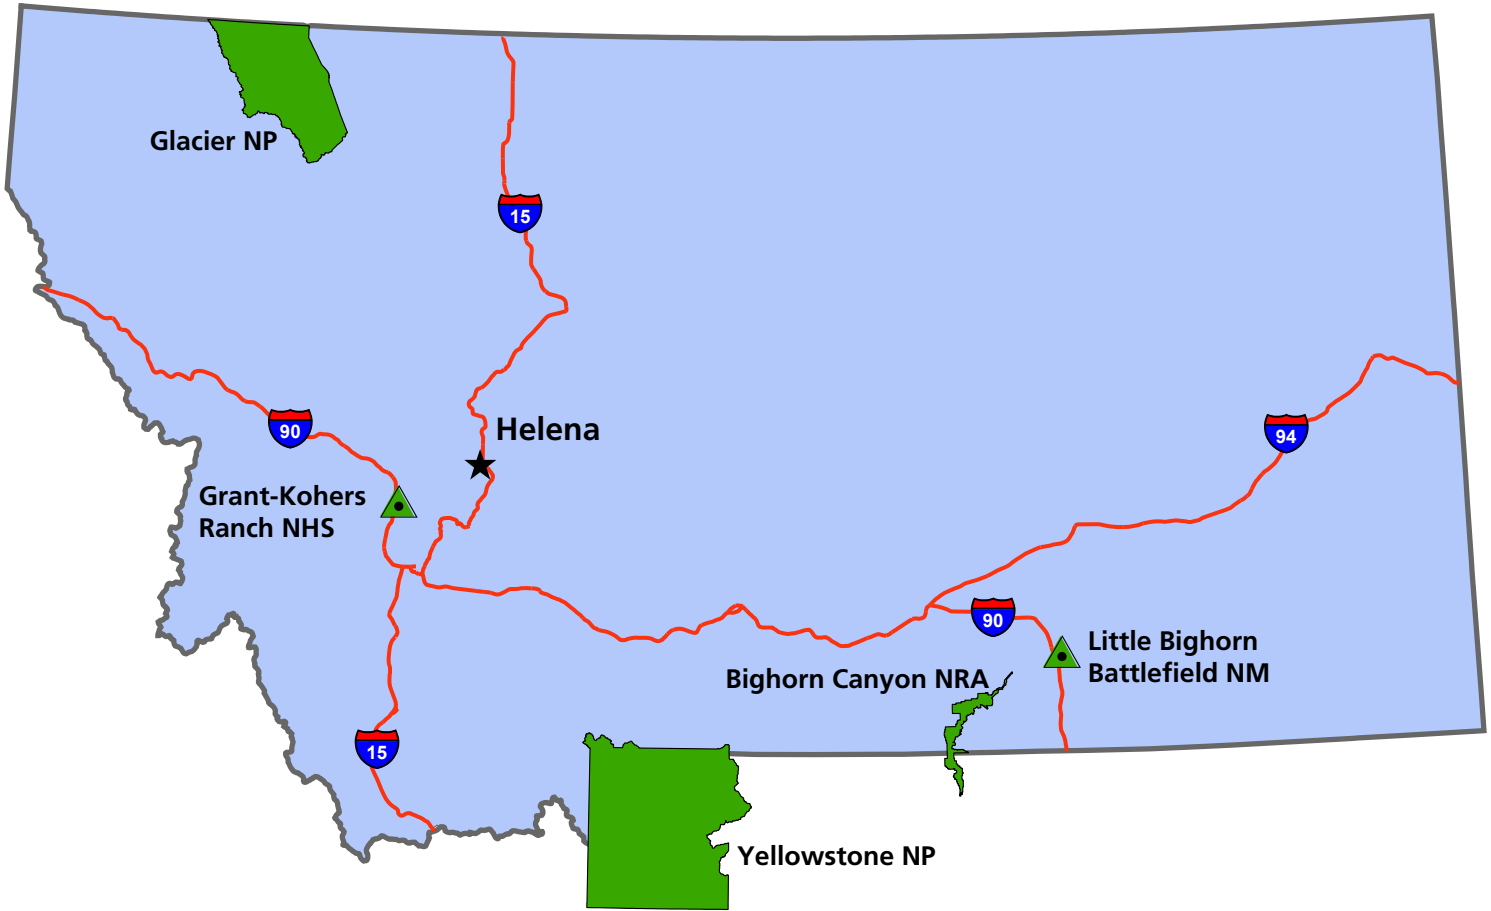 Glacier NP
15
Helena
90
94
Grant-Kohers
Ranch NHS
90
Little Bighorn
Battlefield NM
Bighorn Canyon NRA
15
Yellowstone NP